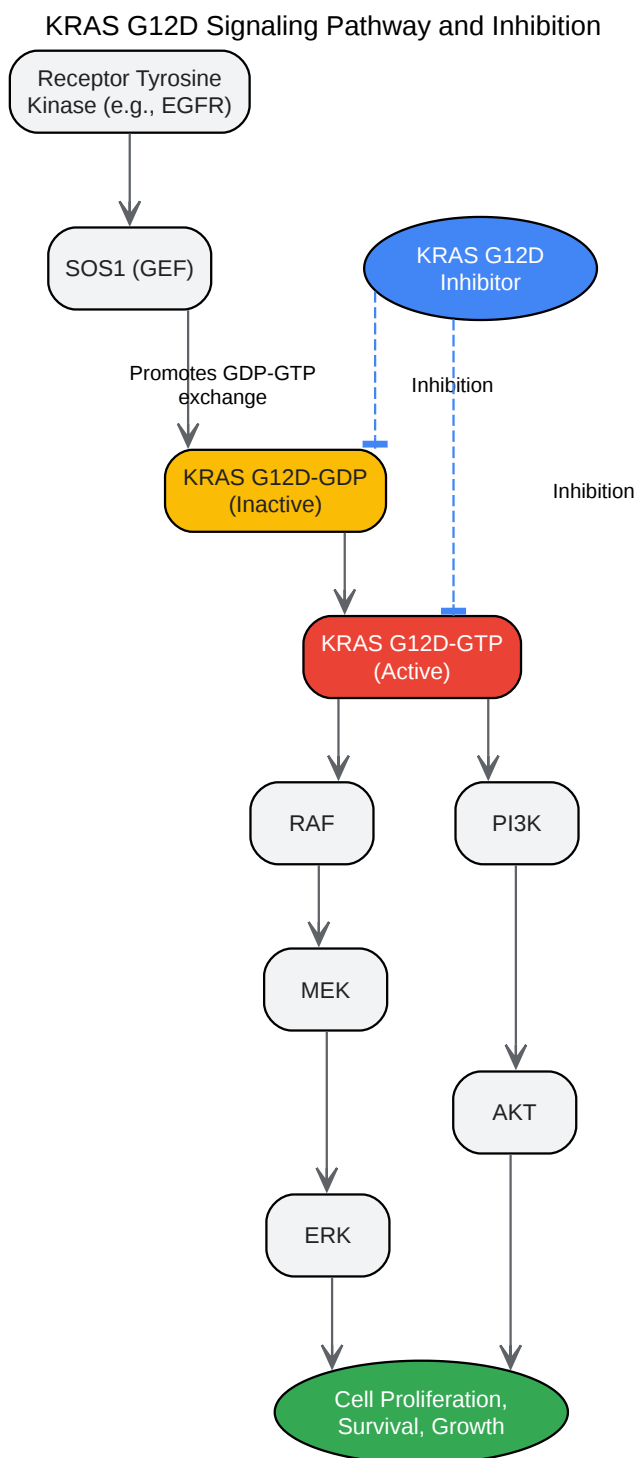 KRAS G12D Signaling Pathway and Inhibition
Receptor Tyrosine
Kinase (e.g., EGFR)
SOS1 (GEF)
KRAS G12D
Inhibitor
Promotes GDP-GTP
exchange
Inhibition
KRAS G12D-GDP
(Inactive)
Inhibition
KRAS G12D-GTP
(Active)
RAF
PI3K
MEK
AKT
ERK
Cell Proliferation,
Survival, Growth